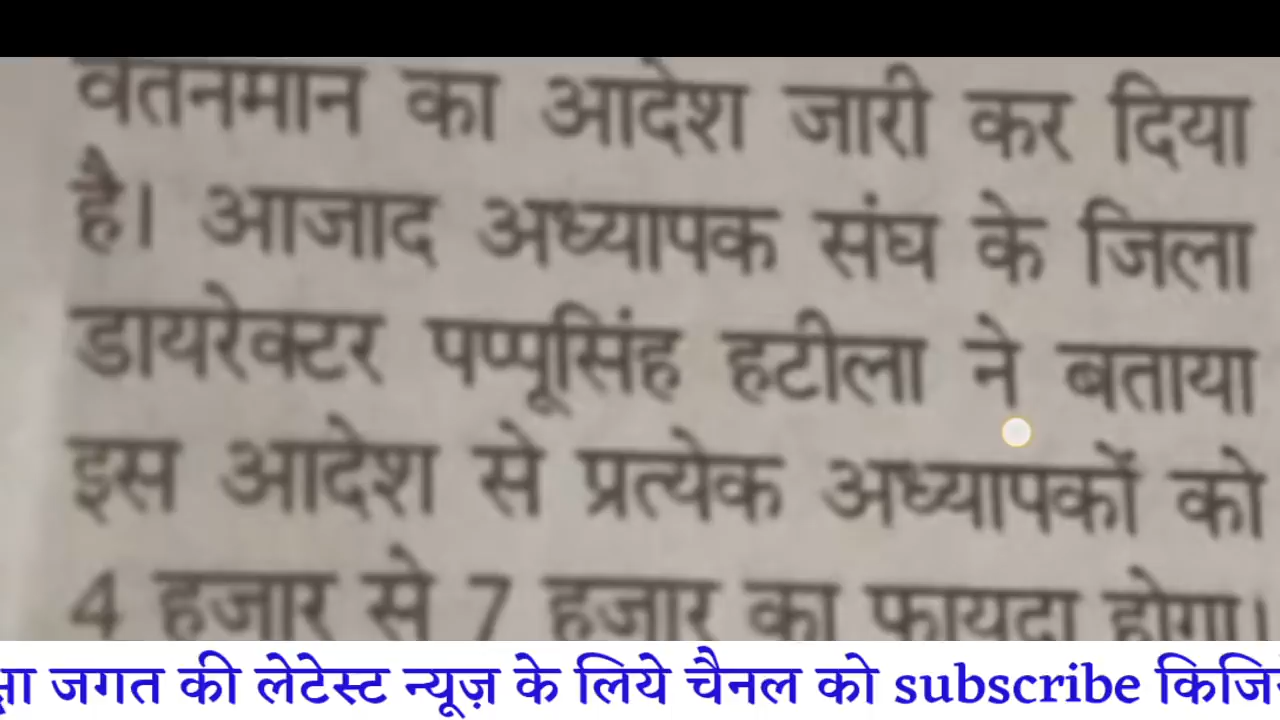 वेतनमान का आदेश जारी कर दिया
है। आजाद अध्यापक संघ के जिला
डायरेक्टर पप्पूसिंह हटीला ने बताया
इस आदेश से प्रत्येक अध्यापकों को
4 हजार से 7 हजार का फायदा होगा।
जगत की लेटेस्ट न्यूज़ के लिये चैनल को subscribe